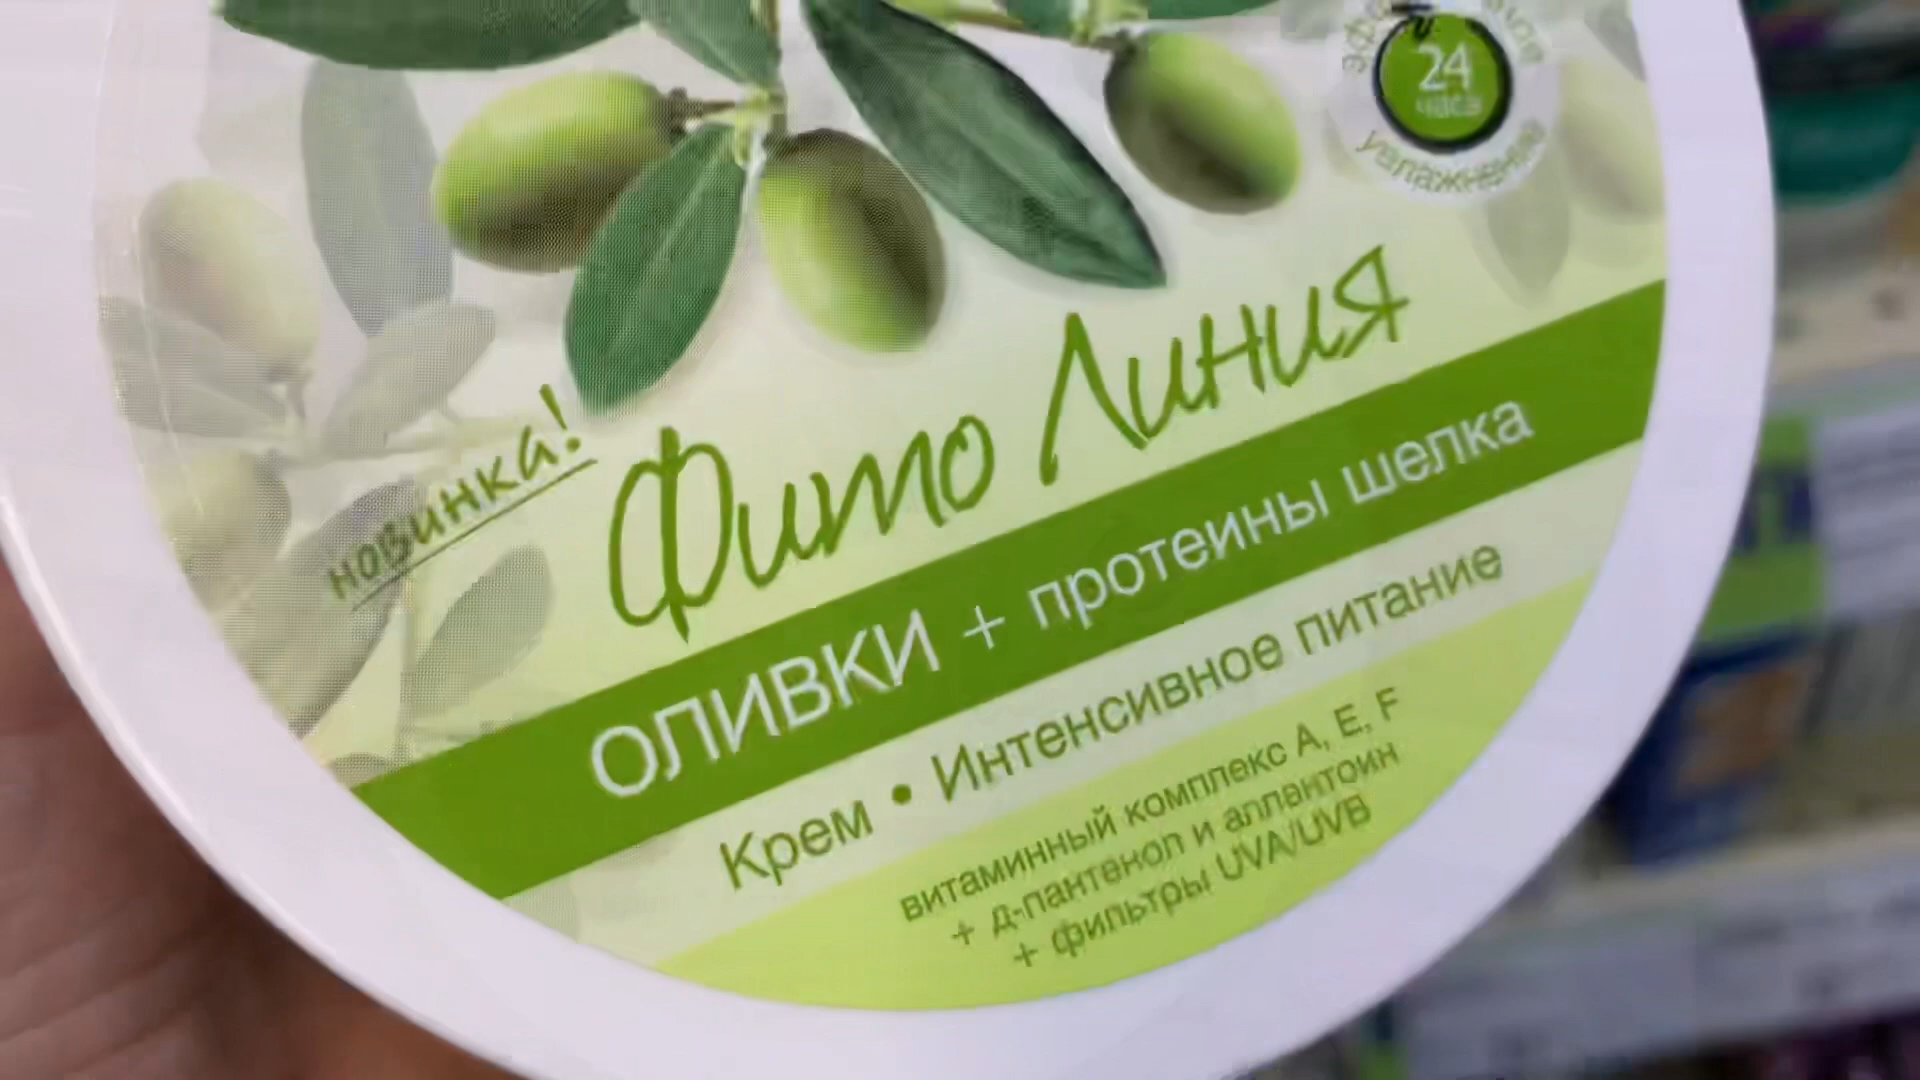 24
часа
увлажнение
новинка!
Фито Линия
ОЛИВКИ + протеины шелка
Крем • Интенсивное питание
витаминный комплекс А, Е, F
+ д-пантенол и аллантоин
+ фильтры UVA/UVB